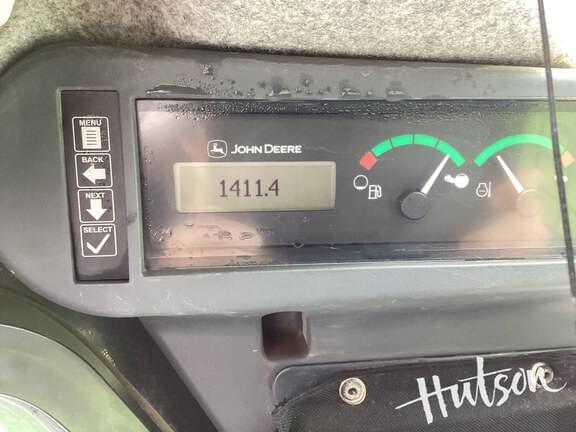 MENU
BACK
NEXT
SELECT
JOHN DEERE
1411.4
Hutson